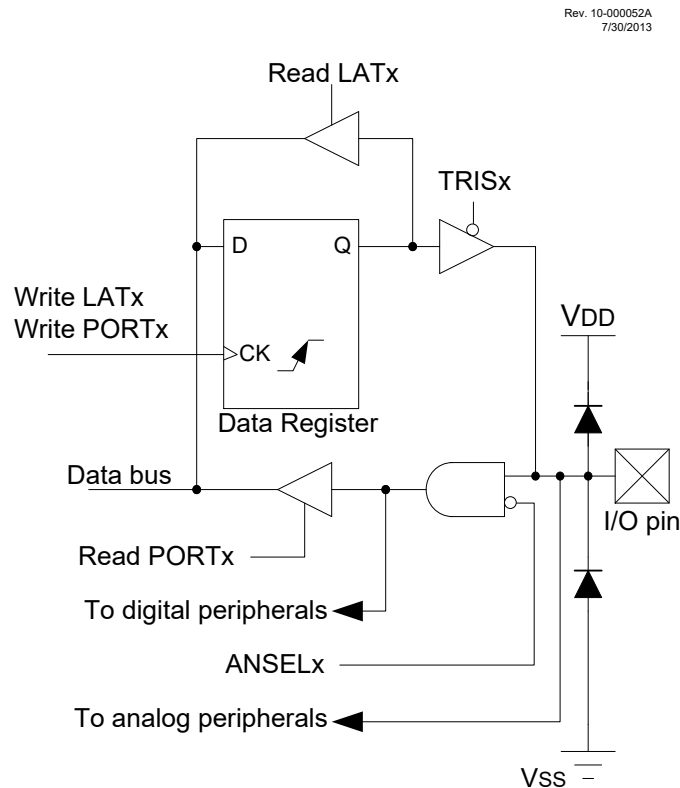 Rev. 10-000052A
7/30/2013
Read LATx
TRISx
D
Q
Write LATx
Write PORTx
VDD
CK
Data Register
Data bus
I/O pin
Read PORTx
To digital peripherals
ANSELx
To analog peripherals
Vss